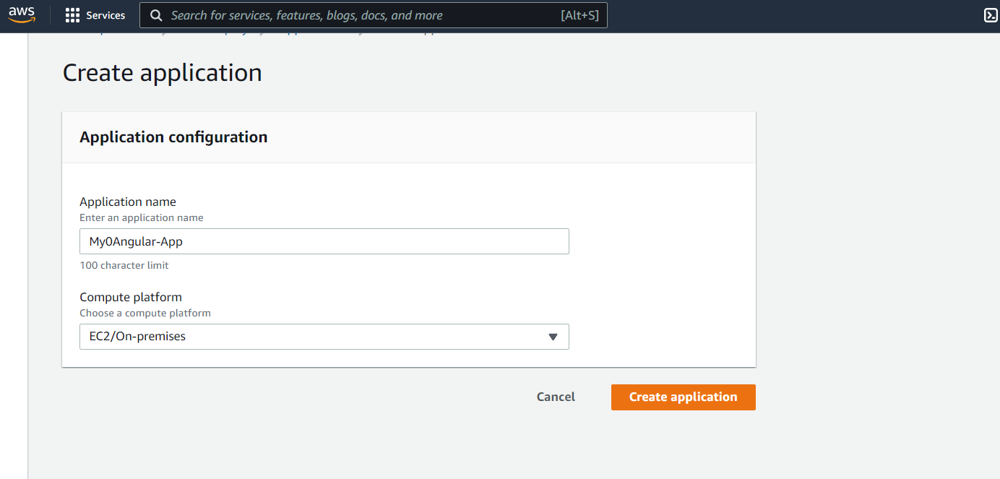 aws
Services
Search for services, features, blogs, docs, and more
[Alt+S]
Create application
Application configuration
Application name
Enter an application name
My0Angular-App
100 character limit
Compute platform
Choose a compute platform
EC2/On-premises
Cancel
Create application